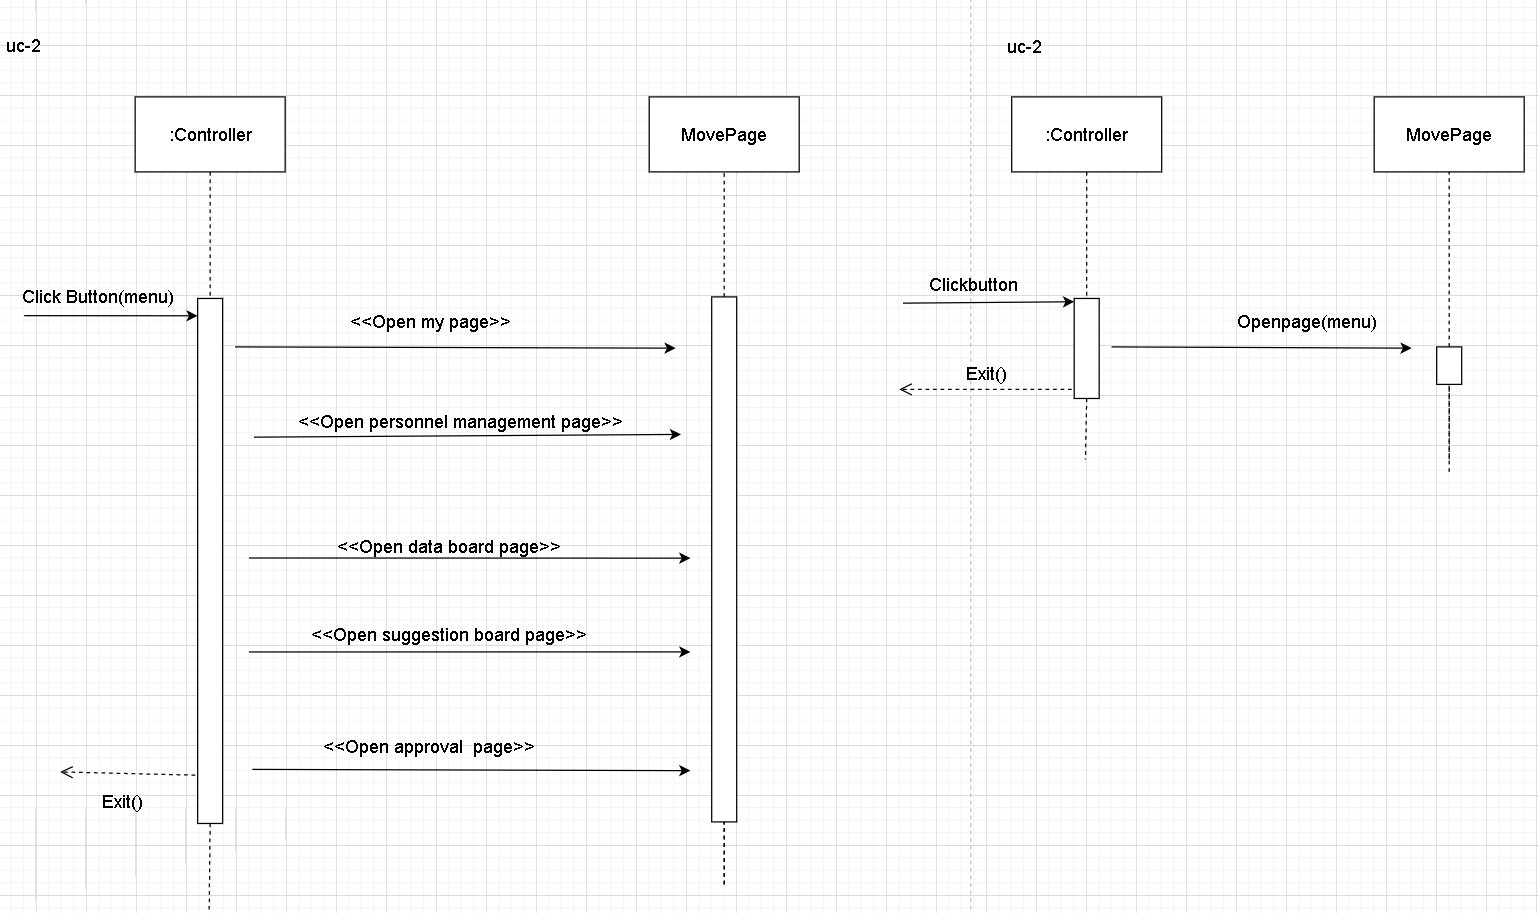 uc-2
:Controller
MovePage
Click Button(menu)
<<Open my page>>
<<Open personnel management page>>
<<Open data board page>>
<<Open suggestion board page>>
<<Open approval  page>>
Exit()
uc-2
:Controller
MovePage
Clickbutton
Openpage(menu)
Exit()